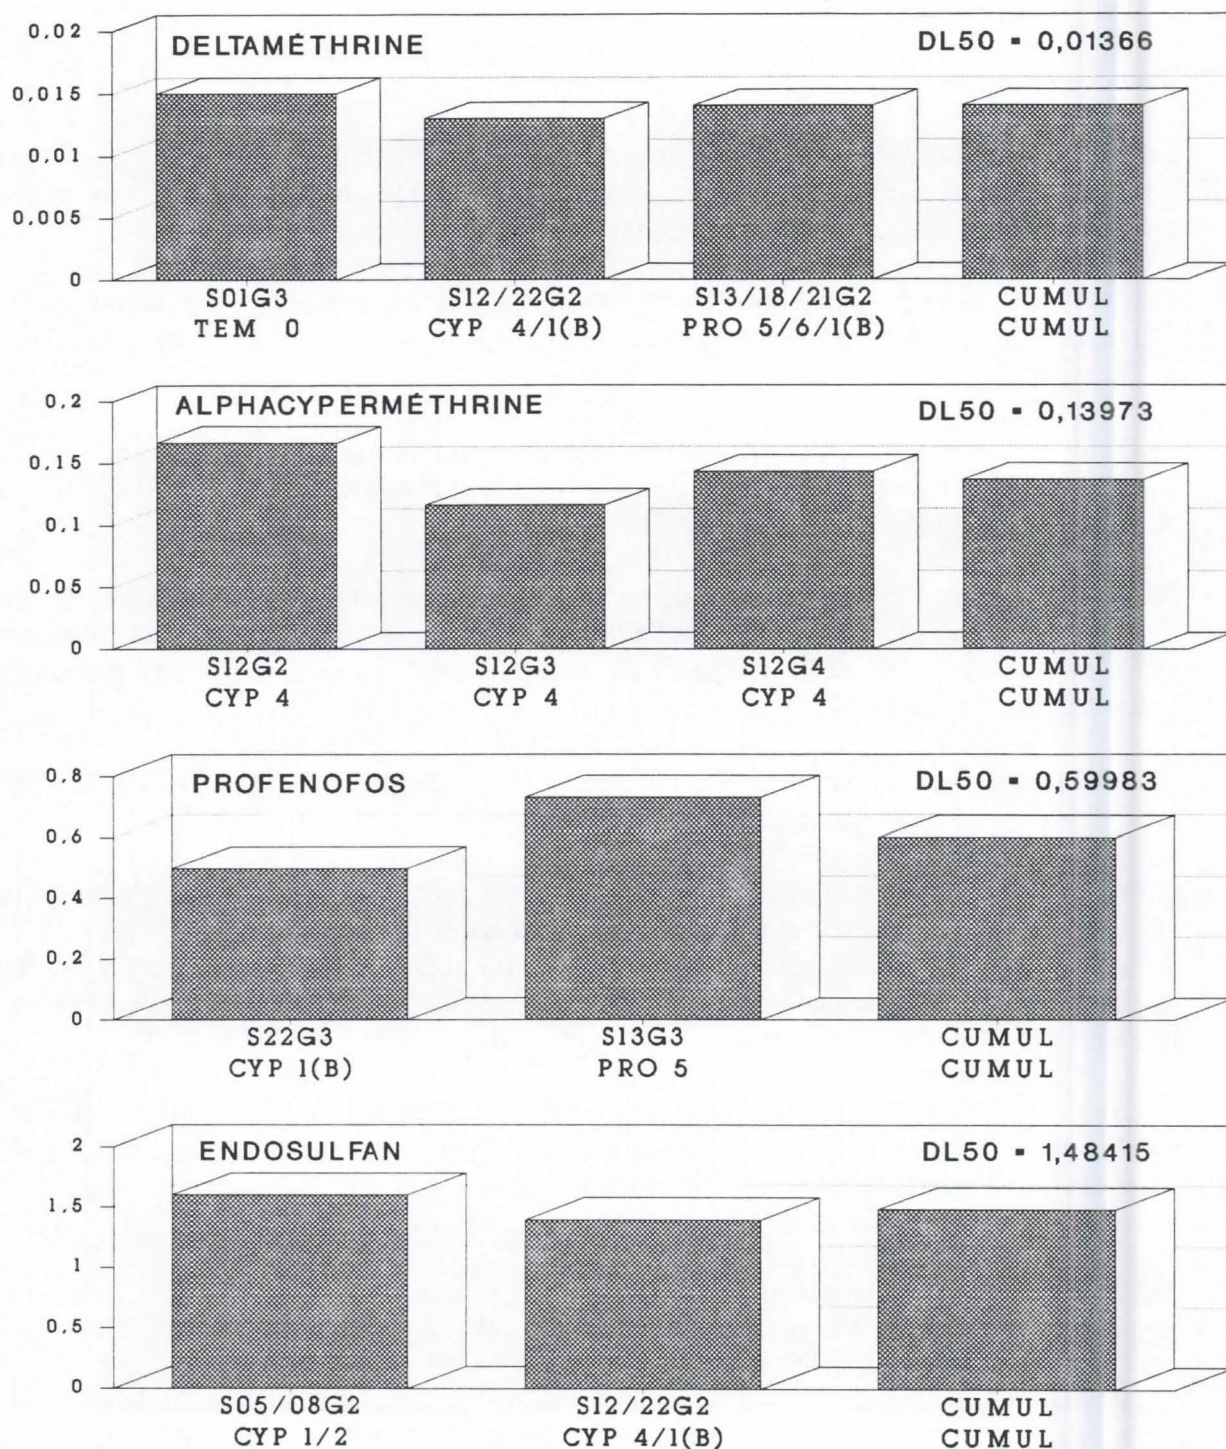 DELTAMÉTHRINE
DL50 = 0,01366
0,02
0,015
0,01
0,005
0
S01G3
S12/22G2
S13/18/21G2
CUMUL
TEM 0
CYP 4/1(B)
PRO 5/6/1(B)
CUMUL
ALPHACYPERMÉTHRINE
DL50 = 0,13973
0,2
0,15
0,1
0,05
0
S12G2
S12G3
S12G4
CUMUL
CYP 4
CYP 4
CYP 4
CUMUL
PROFENOFOS
DL50 = 0,59983
0,8
0,6
0,4
0,2
0
S22G3
S13G3
CUMUL
CYP 1(B)
PRO 5
CUMUL
ENDOSULFAN
DL50 = 1,48415
2
1,5
1
0,5
0
S05/08G2
S12/22G2
CUMUL
CYP 1/2
CYP 4/1(B)
CUMUL